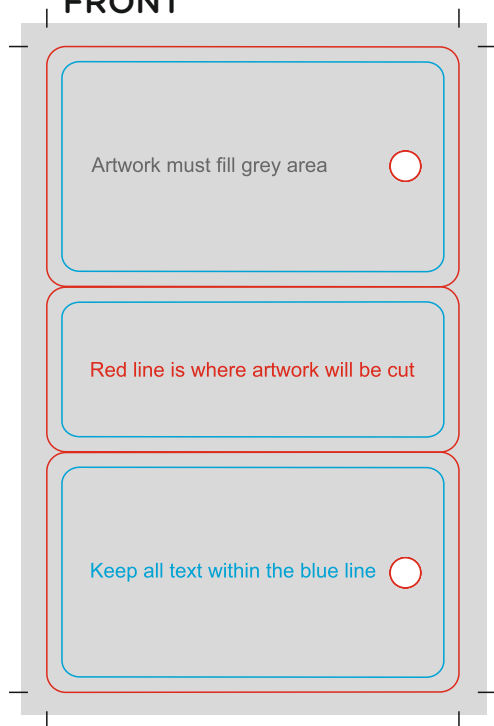 FRONT
Artwork must fill grey area
Red line is where artwork will be cut
Keep all text within the blue line